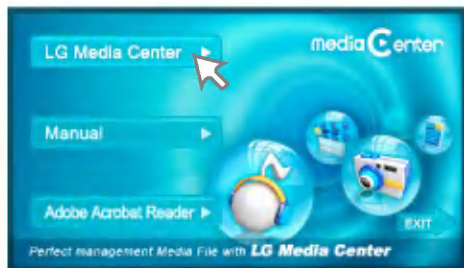 LG Media Center
media Center
Manual
Adobe Acrobat Reader
EXIT
Perfect management Media File with LG Media Center